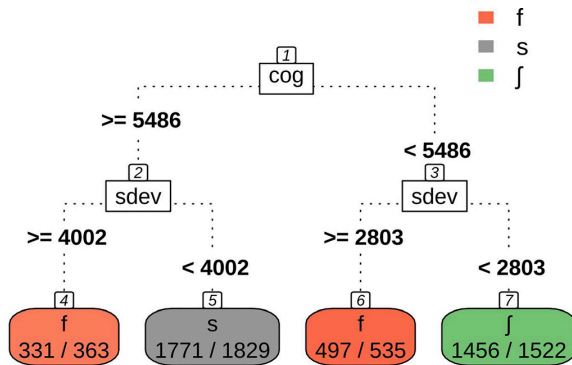 f
s
ʃ
1
cog
>= 5486
< 5486
2
sdev
3
sdev
>= 4002
< 4002
>= 2803
< 2803
4
f
331 / 363
5
s
1771 / 1829
6
f
497 / 535
7
ʃ
1456 / 1522